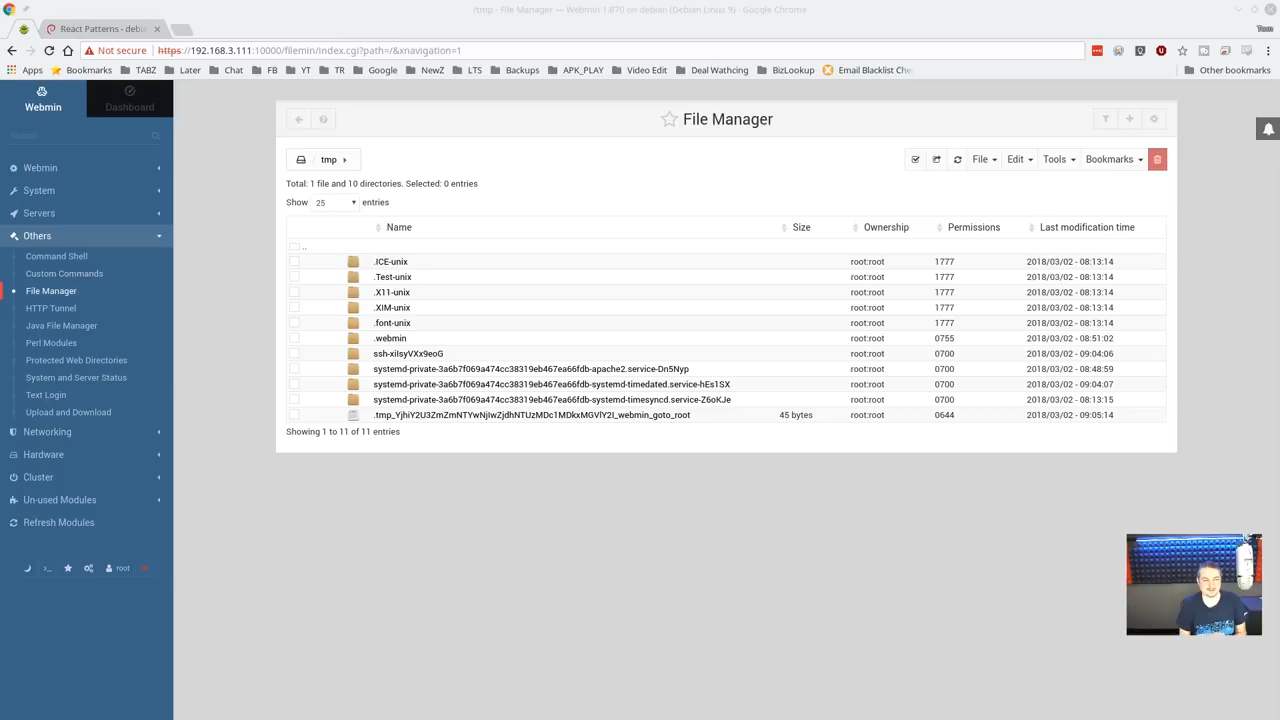 /tmp - File Manager — Webmin 1.870 on debian (Debian Linux 9) - Google Chrome
React Patterns - debi
Tom
Not secure https://192.168.3.111:10000/filemin/index.cgi?path=/&xnavigation=1
Apps Bookmarks TABZ Later Chat FB YT TR Google NewZ LTS Backups APK_PLAY Video Edit Deal Wathcing BizLookup Email Blacklist Che Other bookmarks
Webmin Dashboard
Search
Webmin
System
Servers
Others
Command Shell
Custom Commands
File Manager
HTTP Tunnel
Java File Manager
Perl Modules
Protected Web Directories
System and Server Status
Text Login
Upload and Download
Networking
Hardware
Cluster
Un-used Modules
Refresh Modules
root
File Manager
tmp
File Edit Tools Bookmarks
Total: 1 file and 10 directories. Selected: 0 entries
Show 25 entries
Name Size Ownership Permissions Last modification time
..
.ICE-unix root:root 1777 2018/03/02 - 08:13:14
.Test-unix root:root 1777 2018/03/02 - 08:13:14
.X11-unix root:root 1777 2018/03/02 - 08:13:14
.XIM-unix root:root 1777 2018/03/02 - 08:13:14
.font-unix root:root 1777 2018/03/02 - 08:13:14
.webmin root:root 0755 2018/03/02 - 08:51:02
ssh-xiIsyVXx9eoG root:root 0700 2018/03/02 - 09:04:06
systemd-private-3a6b7f069a474cc38319eb467ea66fdb-apache2.service-Dn5Nyp root:root 0700 2018/03/02 - 08:48:59
systemd-private-3a6b7f069a474cc38319eb467ea66fdb-systemd-timedated.service-hEs1SX root:root 0700 2018/03/02 - 09:04:07
systemd-private-3a6b7f069a474cc38319eb467ea66fdb-systemd-timesyncd.service-Z6oKJe root:root 0700 2018/03/02 - 08:13:15
.tmp_YjhiY2U3ZmZmNTYwNjIwZjdhNTUzMDc1MDkxMGVlY2I_webmin_goto_root 45 bytes root:root 0644 2018/03/02 - 09:05:14
Showing 1 to 11 of 11 entries